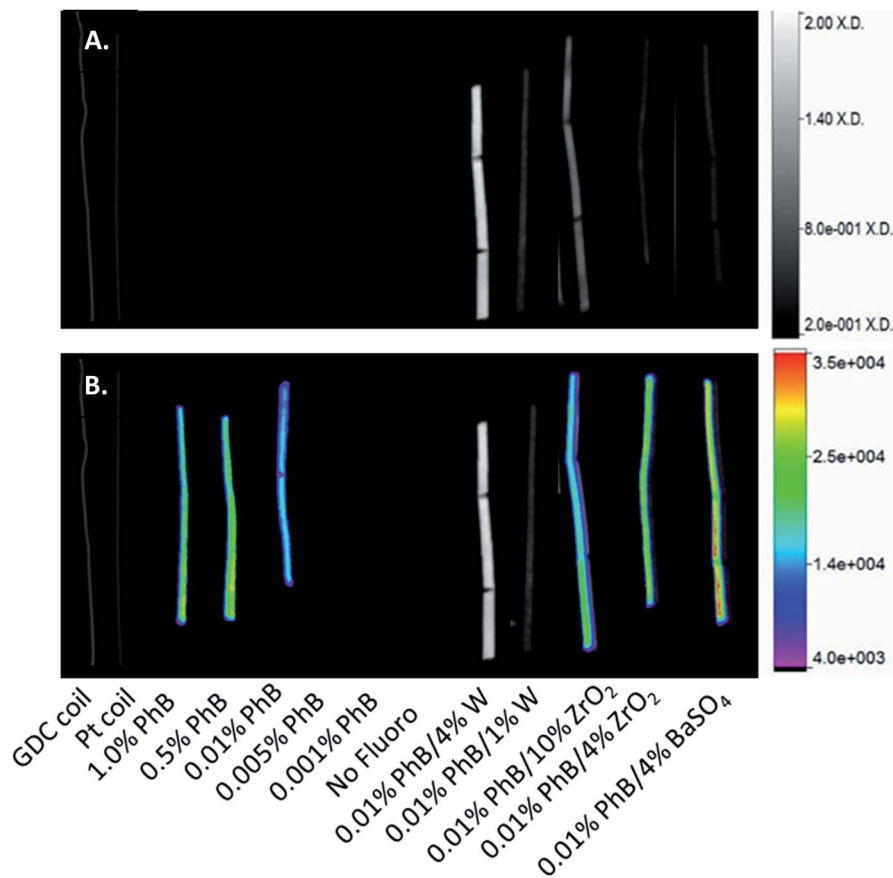 A.
2.00 X.D.
1.40 X.D.
8.0e-001 X.D.
2.0e-001 X.D.
B.
3.5e+004
2.5e+004
1.4e+004
4.0e+003
GDC coil
Pt coil
1.0% PhB
0.5% PhB
0.01% PhB
0.005% PhB
0.001% PhB
No Fluoro
0.01% PhB/4% W
0.01% PhB/1% W
0.01% PhB/10% ZrO₂
0.01% PhB/4% ZrO₂
0.01% PhB/4% BaSO₄